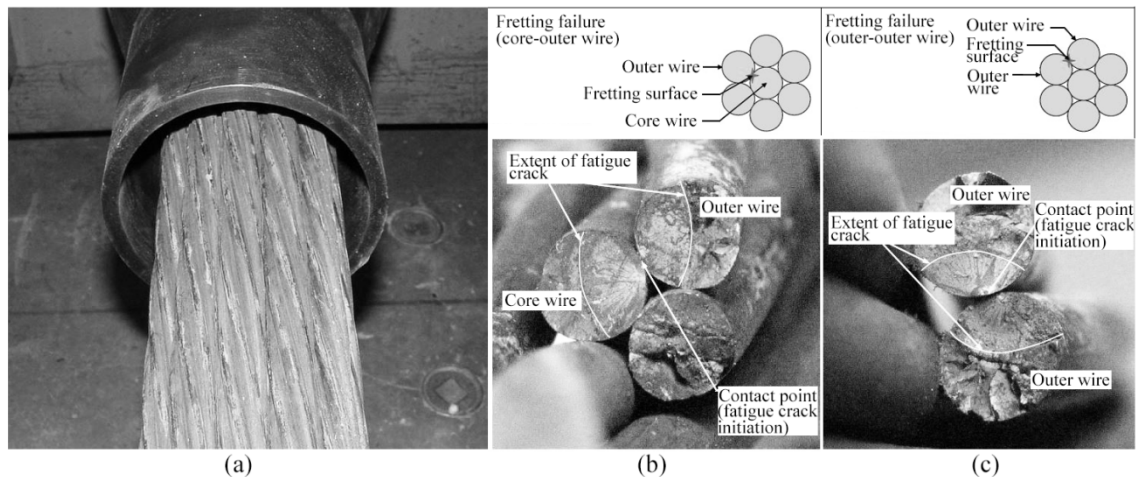 Fretting failure
(core-outer wire)
Outer wire
Fretting surface
Core wire
Fretting failure
(outer-outer wire)
Outer wire
Fretting
surface
Outer
wire
Extent of fatigue
crack
Outer wire
Core wire
Contact point
(fatigue crack
initiation)
Outer wire
Contact point
(fatigue crack
initiation)
Extent of fatigue
crack
Outer wire
(a)
(b)
(c)